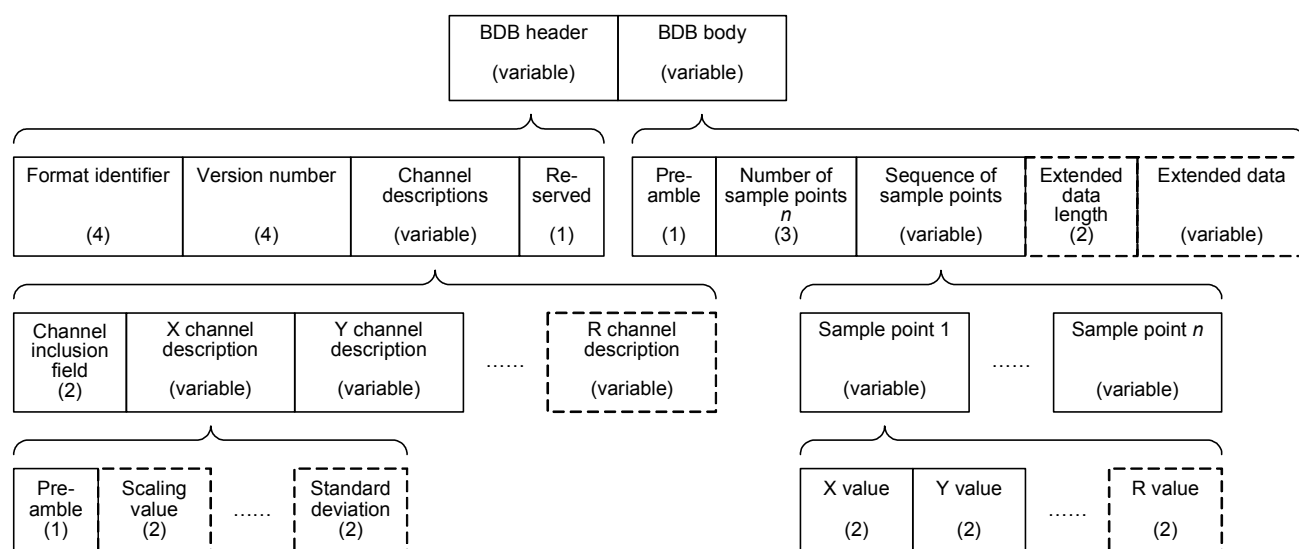 BDB header
(variable)
BDB body
(variable)
Format identifier
(4)
Version number
(4)
Channel
descriptions
(variable)
Re-
served
(1)
Pre-
amble
(1)
Number of
sample points
n
(3)
Sequence of
sample points
(variable)
Extended
data
length
(2)
Extended data
(variable)
Channel
inclusion
field
(2)
X channel
description
(variable)
Y channel
description
(variable)
......
R channel
description
(variable)
Sample point 1
(variable)
......
Sample point n
(variable)
Pre-
amble
(1)
Scaling
value
(2)
......
Standard
deviation
(2)
X value
(2)
Y value
(2)
......
R value
(2)